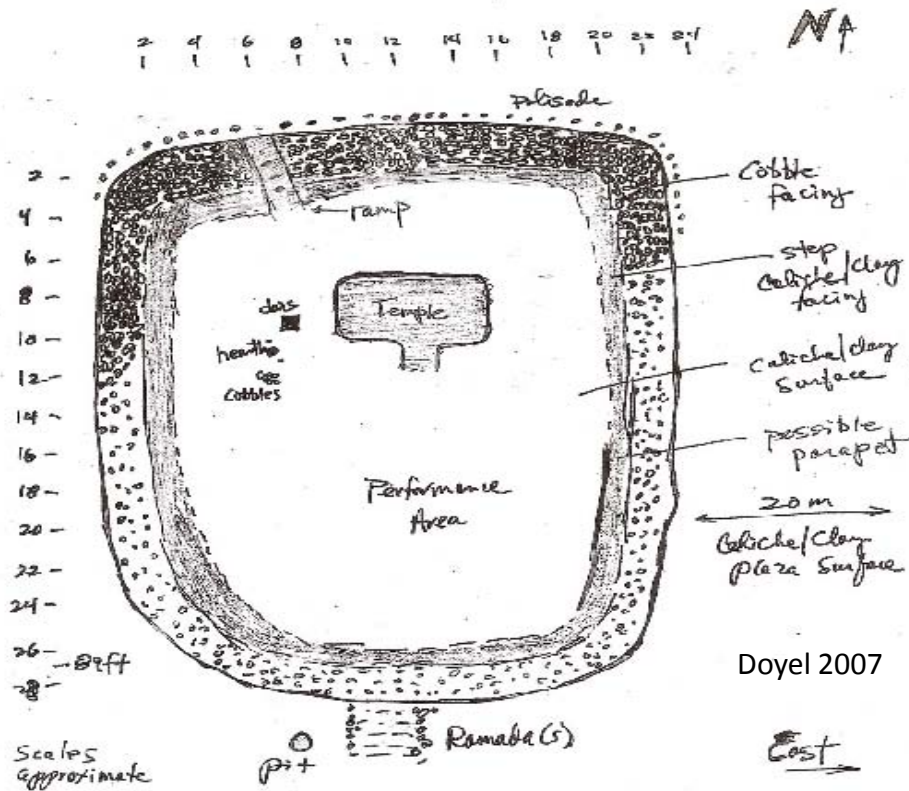 N
2 4 6 8 10 12 14 16 18 20 22 24
palisade
2
4
6
8
10
12
14
16
18
20
22
24
26
28
89ft
Cobble
facing
ramp
step
Caliche/clay
facing
Temple
dais
hearth
Cobbles
Caliche/clay
Surface
possible
parapet
Performance
Area
20 m
Caliche/Clay
plaza Surface
Doyel 2007
Ramada(s)
pit
Scales
approximate
East